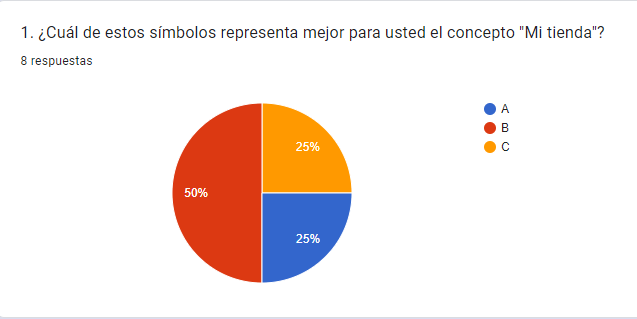 1. ¿Cuál de estos símbolos representa mejor para usted el concepto "Mi tienda"?
8 respuestas
A
B
C
25%
50%
25%